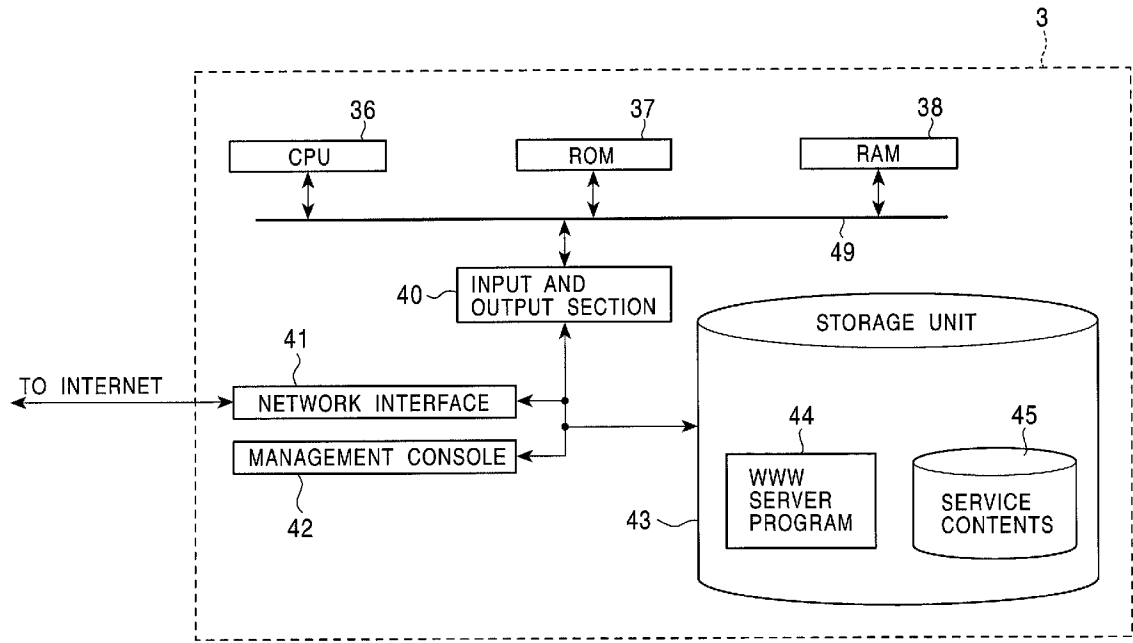 3
36
37
38
CPU
ROM
RAM
49
40
INPUT AND
OUTPUT SECTION
STORAGE UNIT
41
TO INTERNET
NETWORK INTERFACE
MANAGEMENT CONSOLE
42
43
44
WWW
SERVER
PROGRAM
45
SERVICE
CONTENTS